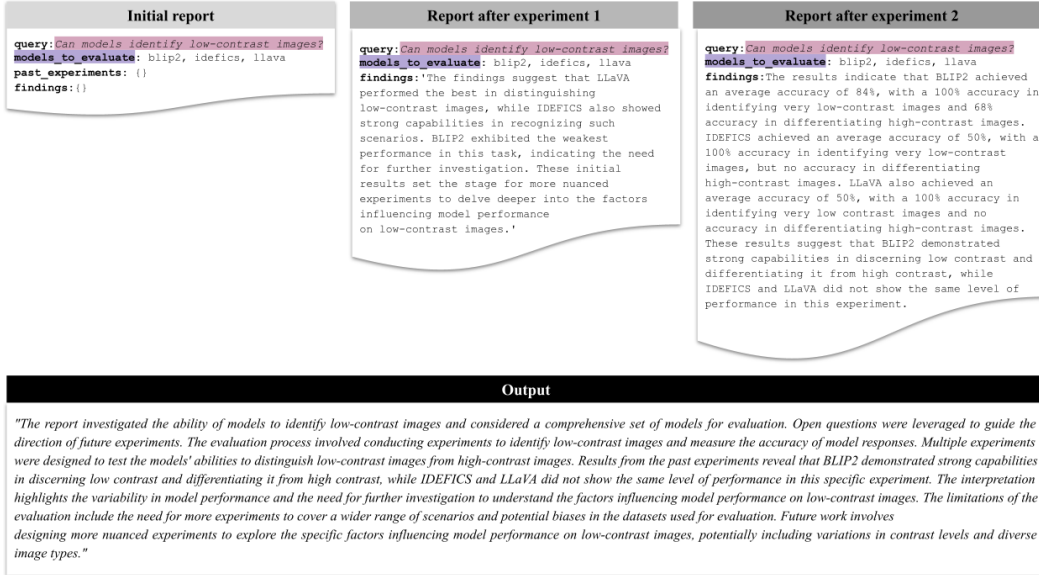 Initial report
query:Can models identify low-contrast images?
models_to_evaluate: blip2, idefics, llava
past_experiments: {}
findings:{}
Report after experiment 1
query:Can models identify low-contrast images?
models_to_evaluate: blip2, idefics, llava
findings:'The findings suggest that LLaVA
performed the best in distinguishing
low-contrast images, while IDEFICS also showed
strong capabilities in recognizing such
scenarios. BLIP2 exhibited the weakest
performance in this task, indicating the need
for further investigation. These initial
results set the stage for more nuanced
experiments to delve deeper into the factors
influencing model performance
on low-contrast images.'
Report after experiment 2
query:Can models identify low-contrast images?
models_to_evaluate: blip2, idefics, llava
findings:The results indicate that BLIP2 achieved
an average accuracy of 84%, with a 100% accuracy in
identifying very low-contrast images and 68%
accuracy in differentiating high-contrast images.
IDEFICS achieved an average accuracy of 50%, with a
100% accuracy in identifying very low-contrast
images, but no accuracy in differentiating
high-contrast images. LLaVA also achieved an
average accuracy of 50%, with a 100% accuracy in
identifying very low contrast images and no
accuracy in differentiating high-contrast images.
These results suggest that BLIP2 demonstrated
strong capabilities in discerning low contrast and
differentiating it from high contrast, while
IDEFICS and LLaVA did not show the same level of
performance in this experiment.
Output
"The report investigated the ability of models to identify low-contrast images and considered a comprehensive set of models for evaluation. Open questions were leveraged to guide the
direction of future experiments. The evaluation process involved conducting experiments to identify low-contrast images and measure the accuracy of model responses. Multiple experiments
were designed to test the models' abilities to distinguish low-contrast images from high-contrast images. Results from the past experiments reveal that BLIP2 demonstrated strong capabilities
in discerning low contrast and differentiating it from high contrast, while IDEFICS and LLaVA did not show the same level of performance in this specific experiment. The interpretation
highlights the variability in model performance and the need for further investigation to understand the factors influencing model performance on low-contrast images. The limitations of the
evaluation include the need for more experiments to cover a wider range of scenarios and potential biases in the datasets used for evaluation. Future work involves
designing more nuanced experiments to explore the specific factors influencing model performance on low-contrast images, potentially including variations in contrast levels and diverse
image types."